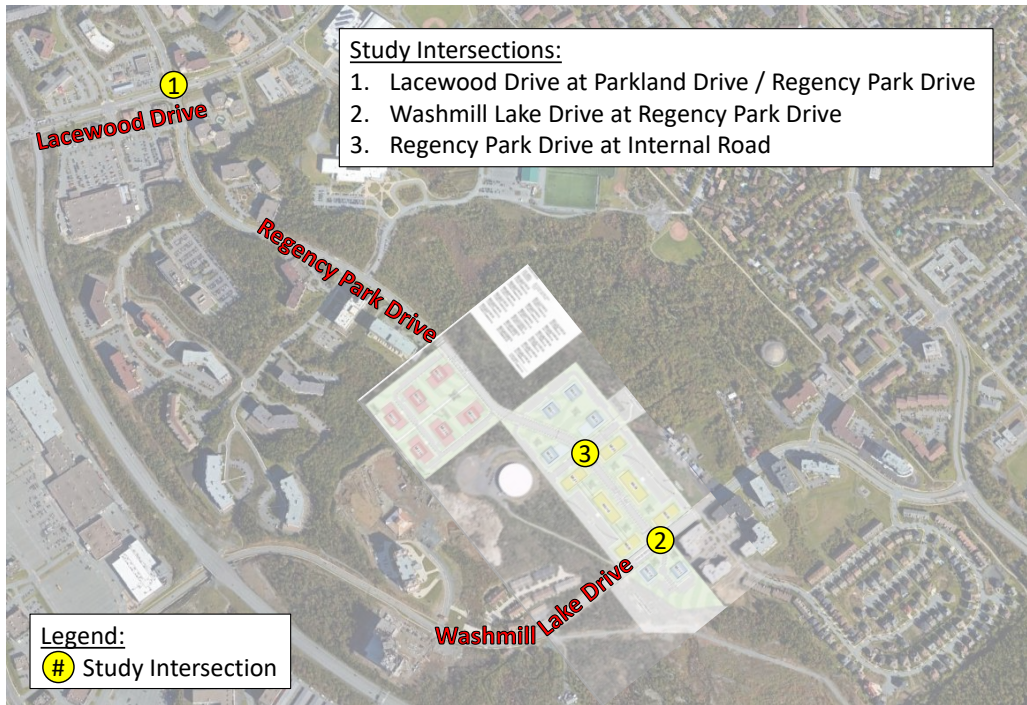 Study Intersections:
1. Lacewood Drive at Parkland Drive / Regency Park Drive
2. Washmill Lake Drive at Regency Park Drive
3. Regency Park Drive at Internal Road
1
Lacewood Drive
Regency Park Drive
3
2
Washmill Lake Drive
Legend:
# Study Intersection